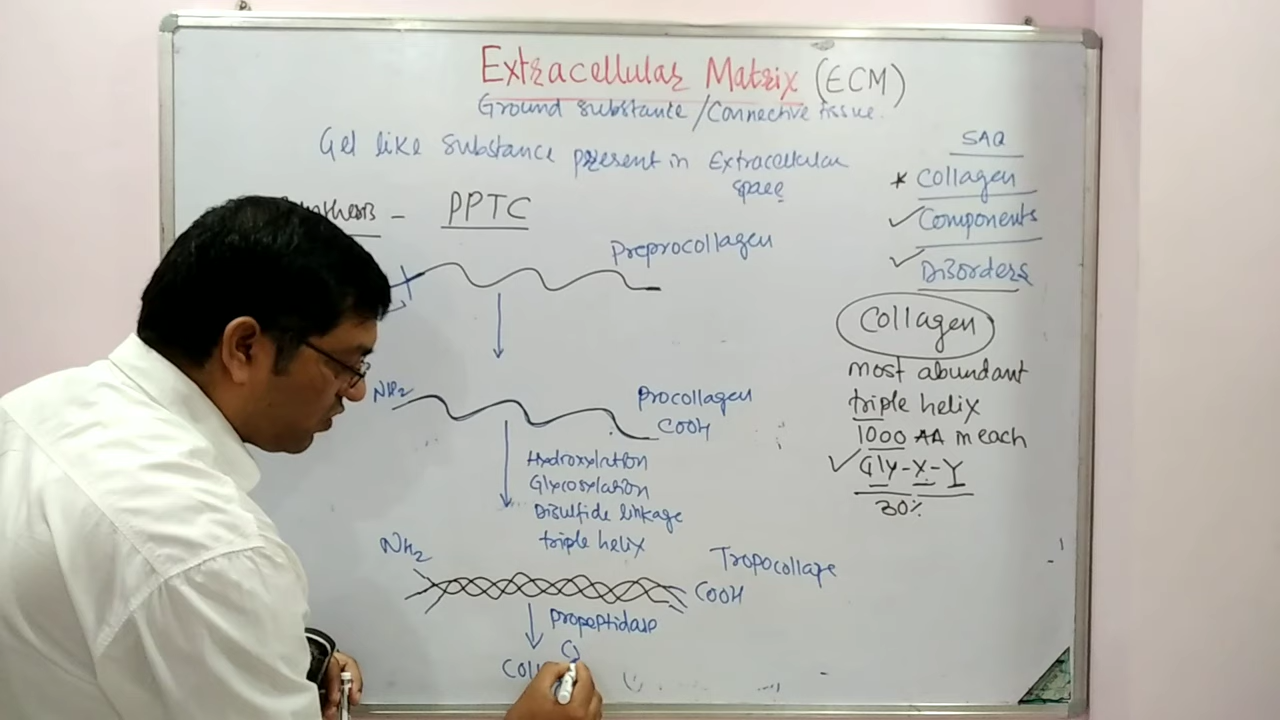 Extracellular Matrix (ECM)
Ground substance / Connective tissue.
Gel like substance present in Extracellular
space
- PPTC
Preprocollagen
NH2
Procollagen
COOH
Hydroxylation
Glycosylation
Disulfide linkage
triple helix
NH2
Tropocollage
COOH
propeptidase
Coll
SAQ
* Collagen
✓ Components
✓ Disorders
Collagen
most abundant
triple helix
1000 AA in each
✓ Gly-X-Y
30%